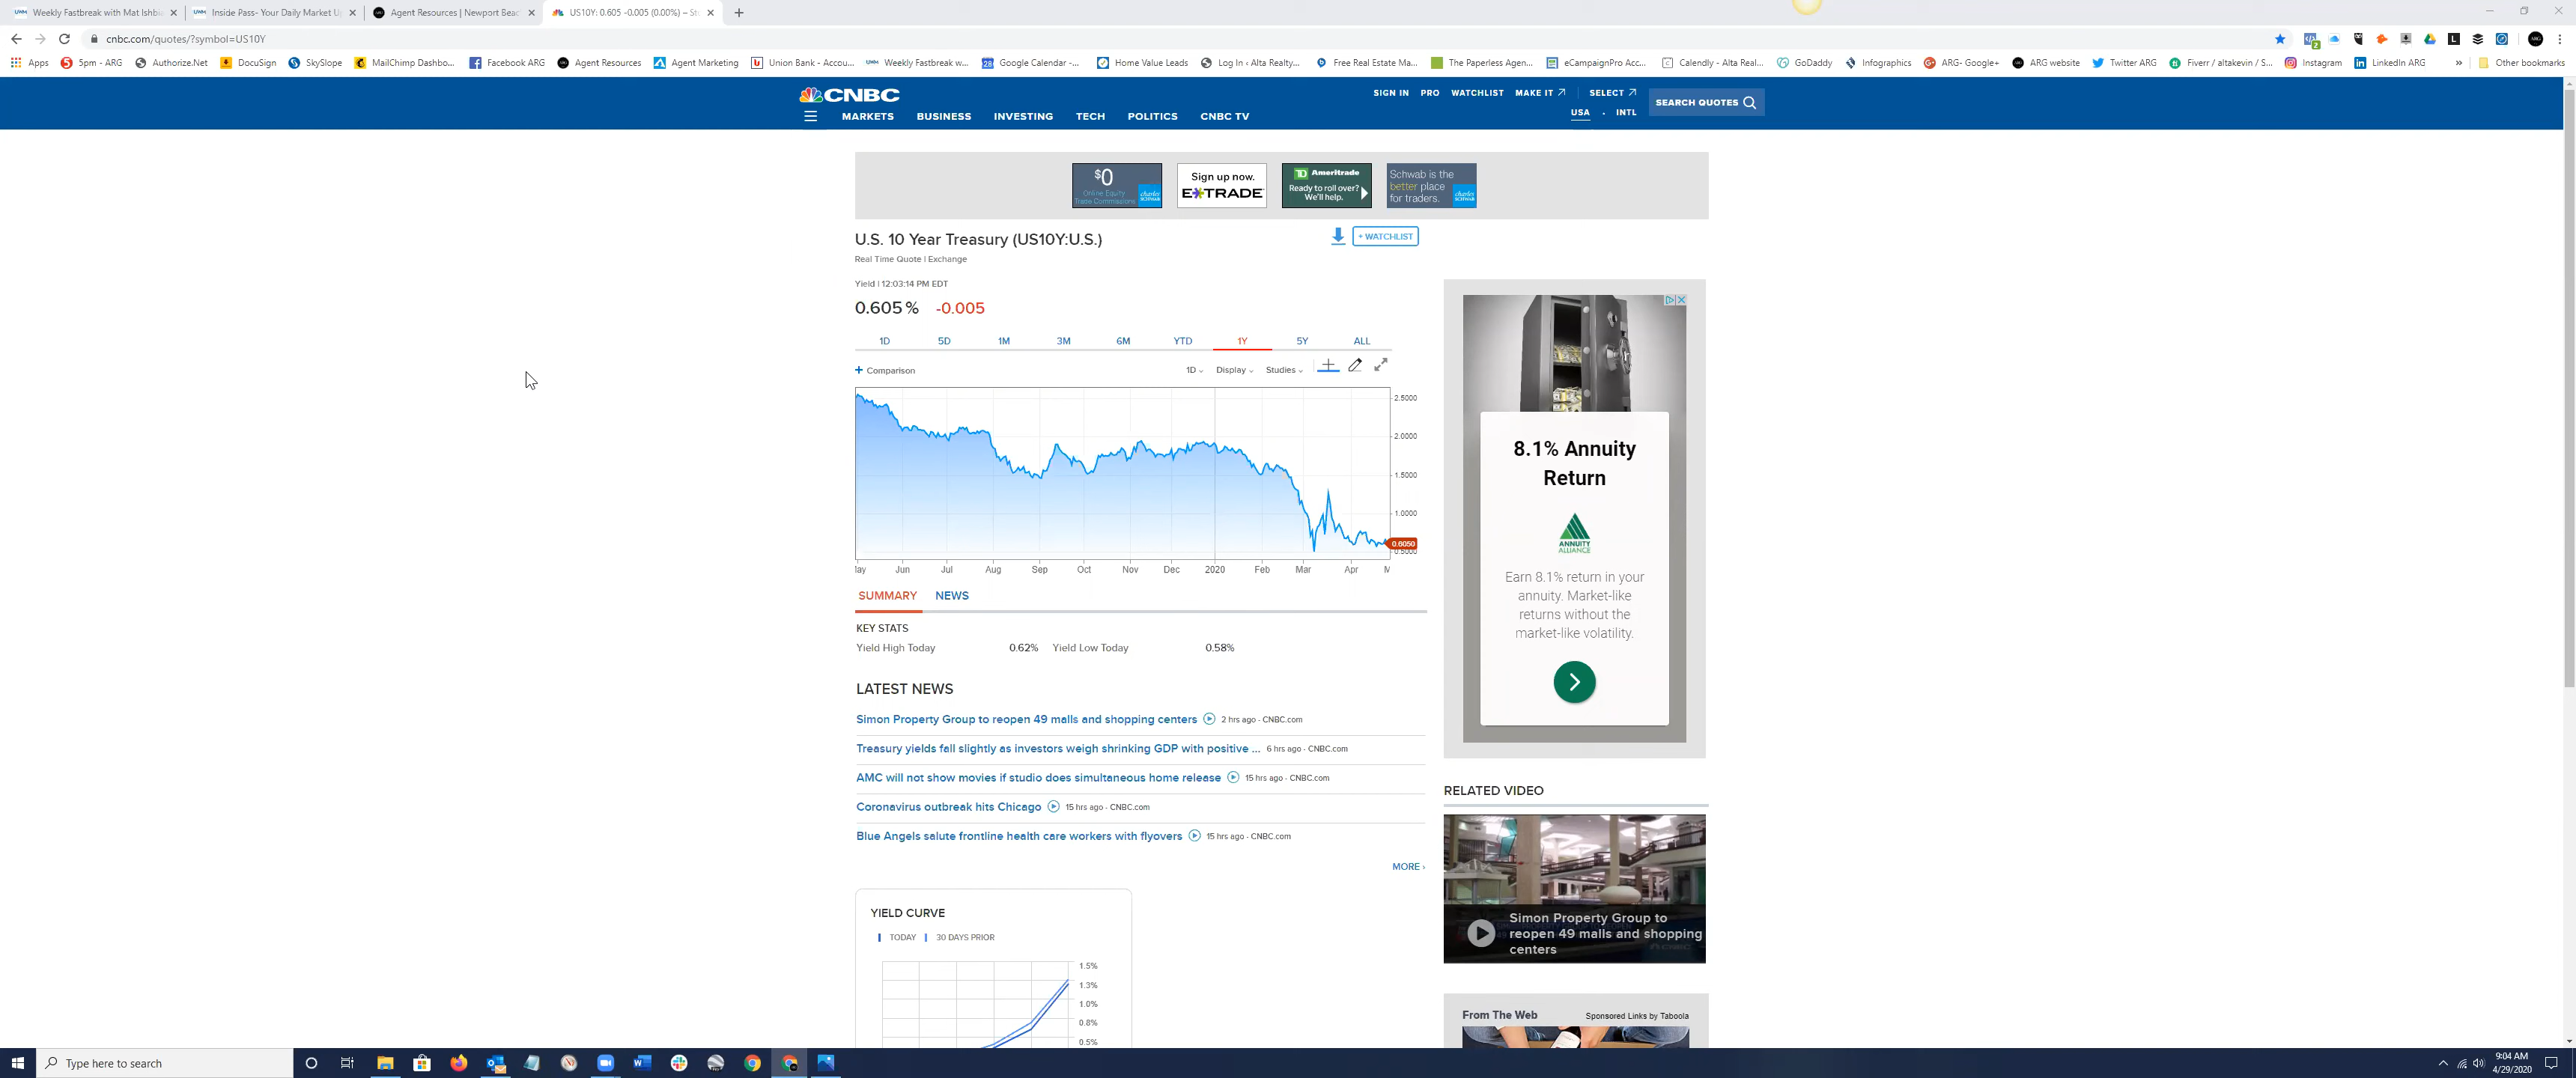 Weekly Fastbreak with Mat Ishbi
Inside Pass- Your Daily Market Up
Agent Resources | Newport Beac
US10Y: 0.605 -0.005 (0.00%) – St
cnbc.com/quotes/?symbol=US10Y
Apps
5pm - ARG
Authorize.Net
DocuSign
SkySlope
MailChimp Dashbo...
Facebook ARG
Agent Resources
Agent Marketing
Union Bank - Accou...
Weekly Fastbreak w...
Google Calendar -...
Home Value Leads
Log In ‹ Alta Realty...
Free Real Estate Ma...
The Paperless Agen...
eCampaignPro Acc...
Calendly - Alta Real...
GoDaddy
Infographics
ARG- Google+
ARG website
Twitter ARG
Fiverr / altakevin / S...
Instagram
LinkedIn ARG
»
Other bookmarks
CNBC
SIGN IN PRO WATCHLIST MAKE IT SELECT
SEARCH QUOTES
MARKETS BUSINESS INVESTING TECH POLITICS CNBC TV
USA INTL
$0
Online Equity
Trade Commissions
charles
SCHWAB
Sign up now.
E*TRADE
TD Ameritrade
Ready to roll over?
We'll help.
Schwab is the
better place
for traders.
charles
SCHWAB
U.S. 10 Year Treasury (US10Y:U.S.)
+ WATCHLIST
Real Time Quote | Exchange
Yield | 12:03:14 PM EDT
0.605 % -0.005
1D 5D 1M 3M 6M YTD 1Y 5Y ALL
+ Comparison
1D Display Studies
2.5000
2.0000
1.5000
1.0000
0.6050
0.5000
lay Jun Jul Aug Sep Oct Nov Dec 2020 Feb Mar Apr M
SUMMARY NEWS
KEY STATS
Yield High Today 0.62% Yield Low Today 0.58%
LATEST NEWS
Simon Property Group to reopen 49 malls and shopping centers 2 hrs ago - CNBC.com
Treasury yields fall slightly as investors weigh shrinking GDP with positive ... 6 hrs ago - CNBC.com
AMC will not show movies if studio does simultaneous home release 15 hrs ago - CNBC.com
Coronavirus outbreak hits Chicago 15 hrs ago - CNBC.com
Blue Angels salute frontline health care workers with flyovers 15 hrs ago - CNBC.com
MORE ›
YIELD CURVE
TODAY 30 DAYS PRIOR
1.5%
1.3%
1.0%
0.8%
0.5%
8.1% Annuity
Return
ANNUITY
ALLIANCE
Earn 8.1% return in your
annuity. Market-like
returns without the
market-like volatility.
RELATED VIDEO
Simon Property Group to
reopen 49 malls and shopping
centers
From The Web
Sponsored Links by Taboola
Type here to search
9:04 AM
4/29/2020